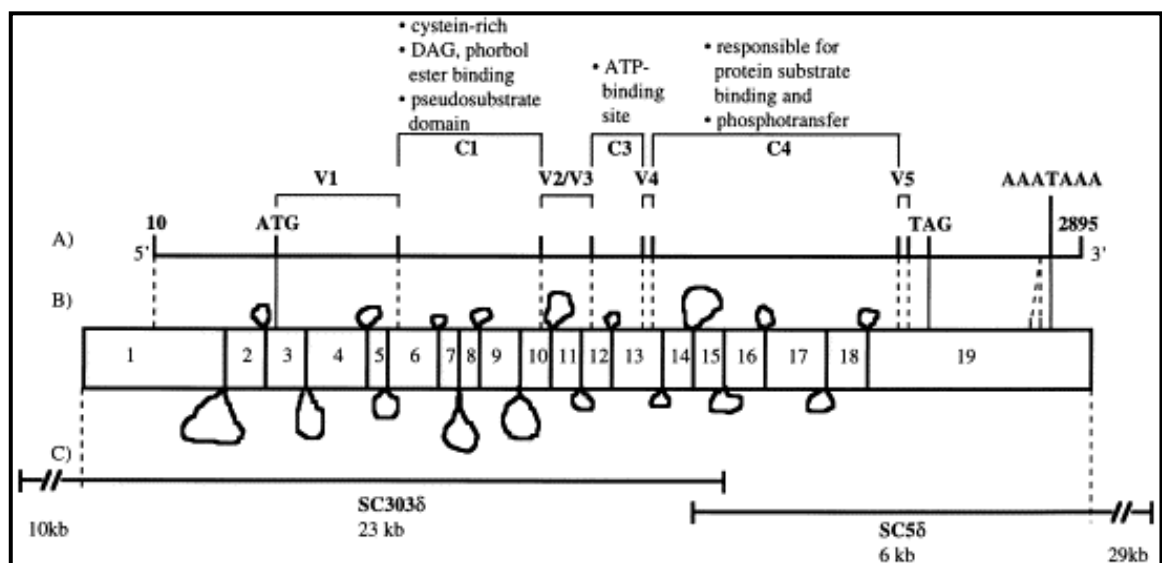 • cystein-rich
• DAG, phorbol
ester binding
• pseudosubstrate
domain
• ATP-
binding
site
• responsible for
protein substrate
binding and
• phosphotransfer
C1
C3
C4
V1
V2/V3
V4
V5
AAATAAA
10
ATG
TAG
2895
A)
5'
3'
B)
1 2 3 4 5 6 7 8 9 10 11 12 13 14 15 16 17 18 19
C)
SC303δ
10kb
23 kb
SC5δ
6 kb
29kb